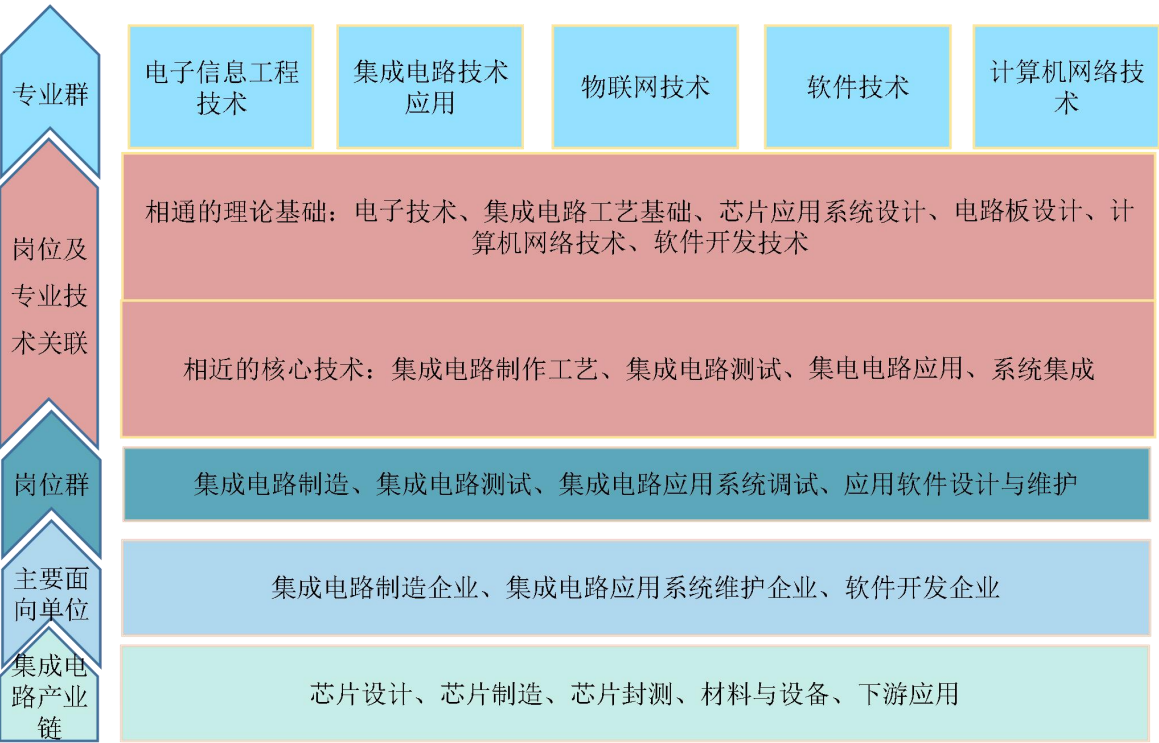 专业群
电子信息工程
技术
集成电路技术
应用
物联网技术
软件技术
计算机网络技
术
岗位及
专业技
术关联
相通的理论基础：电子技术、集成电路工艺基础、芯片应用系统设计、电路板设计、计
算机网络技术、软件开发技术
相近的核心技术：集成电路制作工艺、集成电路测试、集电电路应用、系统集成
岗位群
集成电路制造、集成电路测试、集成电路应用系统调试、应用软件设计与维护
主要面
向单位
集成电路制造企业、集成电路应用系统维护企业、软件开发企业
集成电
路产业
链
芯片设计、芯片制造、芯片封测、材料与设备、下游应用